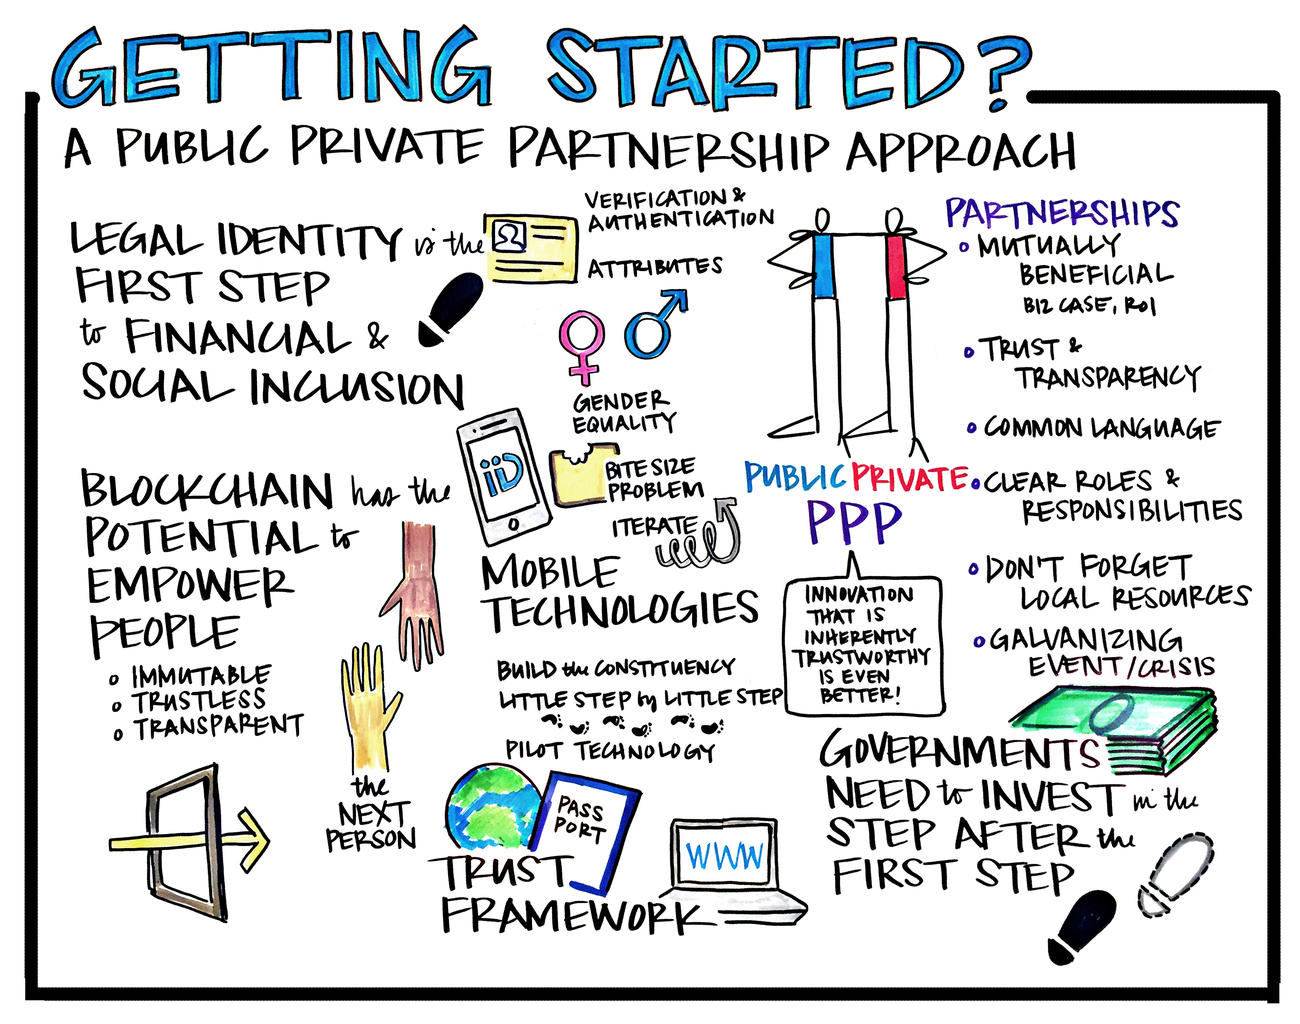 GETTING STARTED?
A PUBLIC PRIVATE PARTNERSHIP APPROACH
LEGAL IDENTITY is the
FIRST STEP
to FINANCIAL &
SOCIAL INCLUSION
VERIFICATION &
AUTHENTICATION
ATTRIBUTES
GENDER
EQUALITY
BLOCKCHAIN has the
POTENTIAL to
EMPOWER
PEOPLE
IMMUTABLE
TRUSTLESS
TRANSPARENT
the
NEXT
PERSON
iD
BITE SIZE
PROBLEM
ITERATE
MOBILE
TECHNOLOGIES
BUILD the CONSTITUENCY
LITTLE STEP by LITTLE STEP
PILOT TECHNOLOGY
PASS
PORT
TRUST
FRAMEWORK
WWW
PUBLIC PRIVATE
PPP
INNOVATION
THAT IS
INHERENTLY
TRUSTWORTHY
IS EVEN
BETTER!
PARTNERSHIPS
MUTUALLY
BENEFICIAL
BIZ CASE, ROI
TRUST &
TRANSPARENCY
COMMON LANGUAGE
CLEAR ROLES &
RESPONSIBILITIES
DON'T FORGET
LOCAL RESOURCES
GALVANIZING
EVENT/CRISIS
GOVERNMENTS
NEED to INVEST in the
STEP AFTER the
FIRST STEP